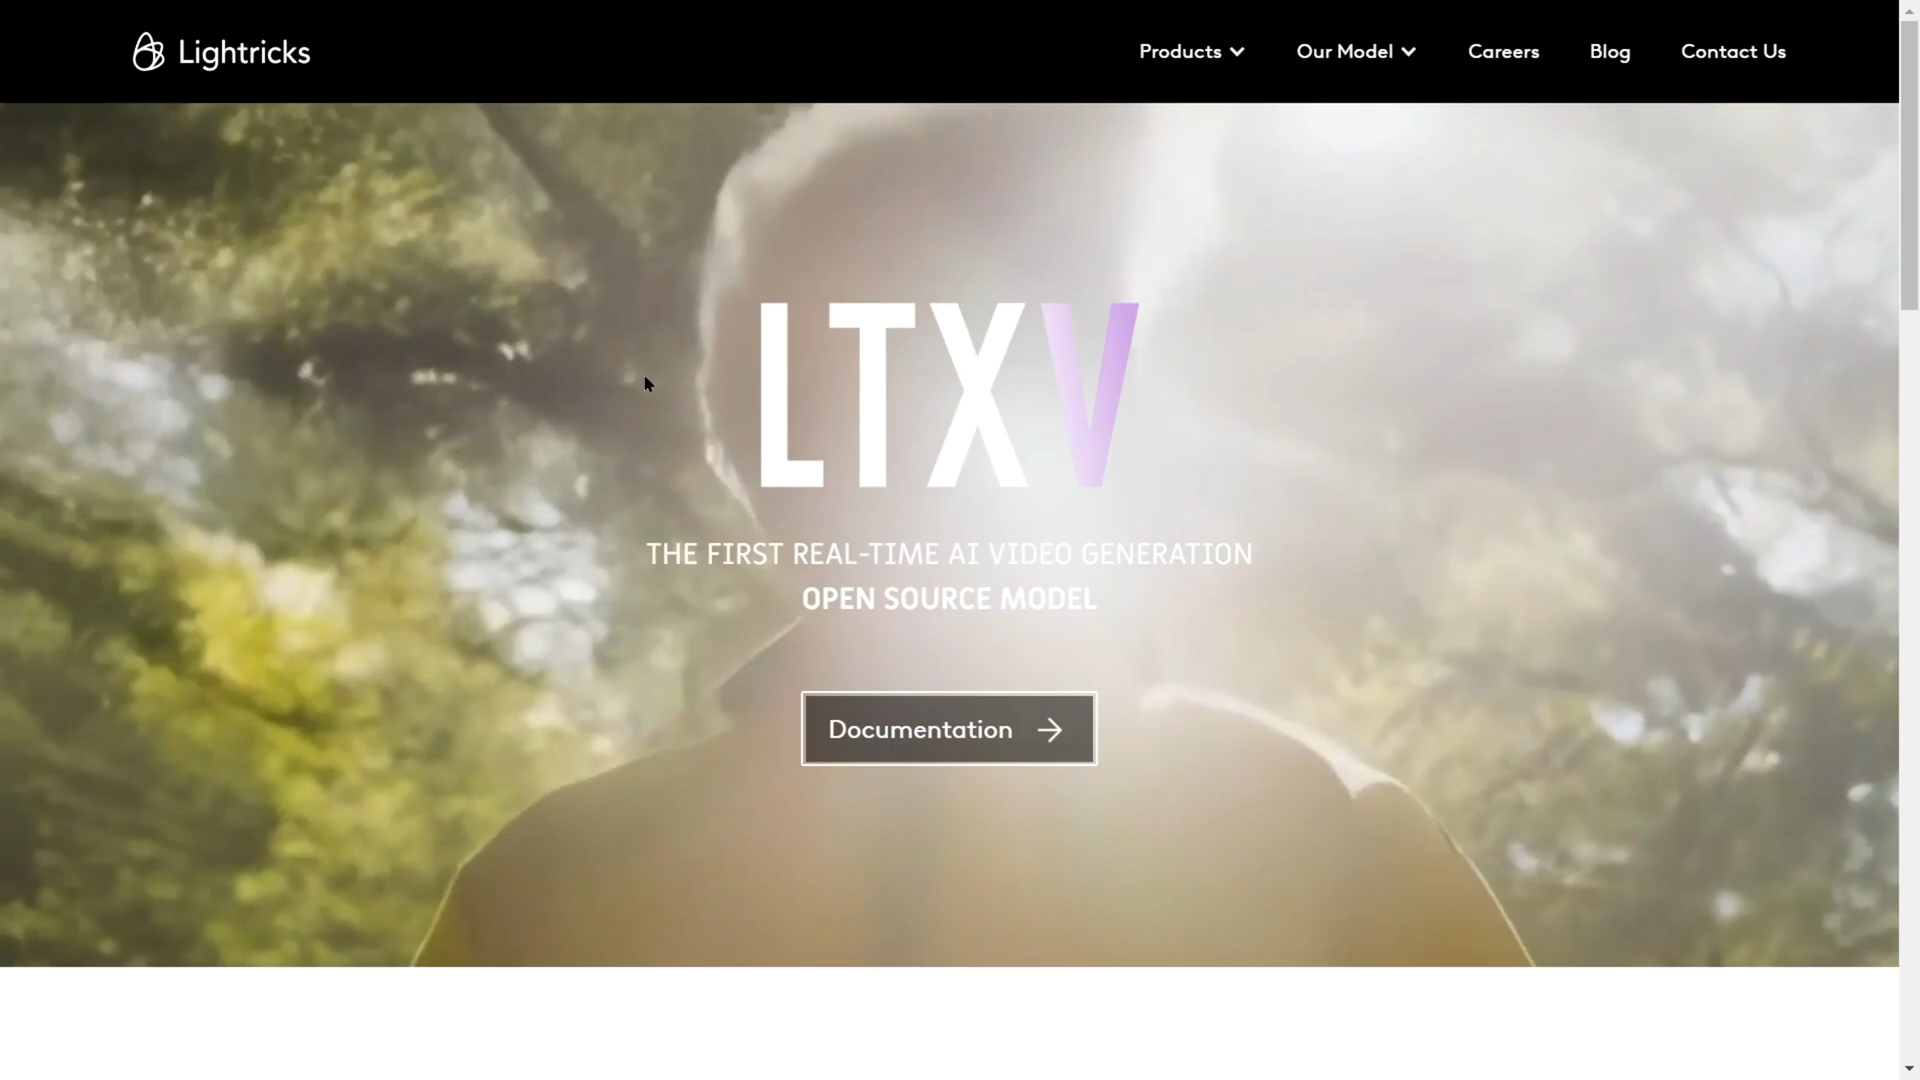 Lightricks
Products
Our Model
Careers
Blog
Contact Us
LTXV
THE FIRST REAL-TIME AI VIDEO GENERATION
OPEN SOURCE MODEL
Documentation